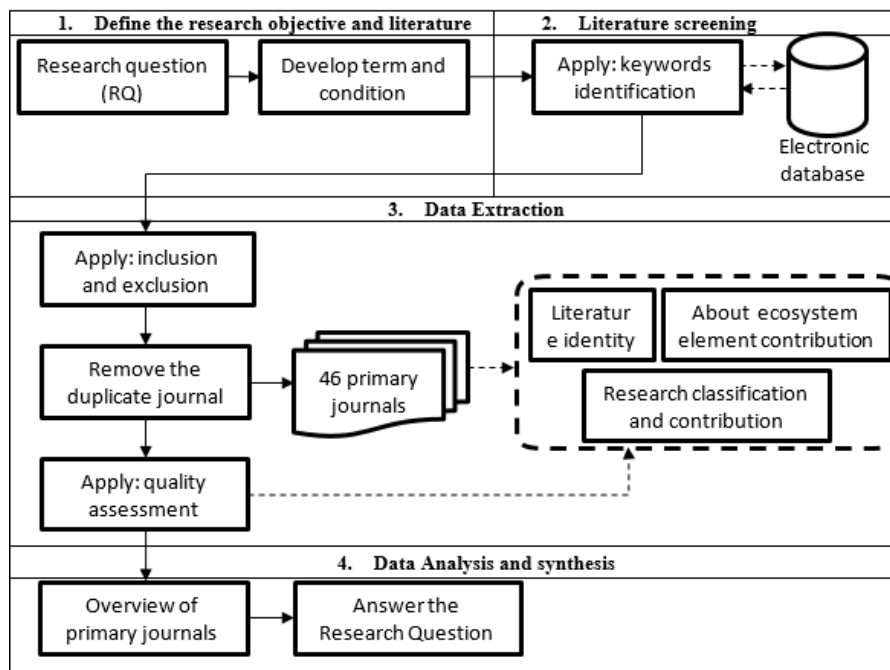 1. Define the research objective and literature
2. Literature screening
Research question
(RQ)
Develop term and
condition
Apply: keywords
identification
Electronic
database
3. Data Extraction
Apply: inclusion
and exclusion
Remove the
duplicate journal
46 primary
journals
Literatur
e identity
About ecosystem
element contribution
Research classification
and contribution
Apply: quality
assessment
4. Data Analysis and synthesis
Overview of
primary journals
Answer the
Research Question